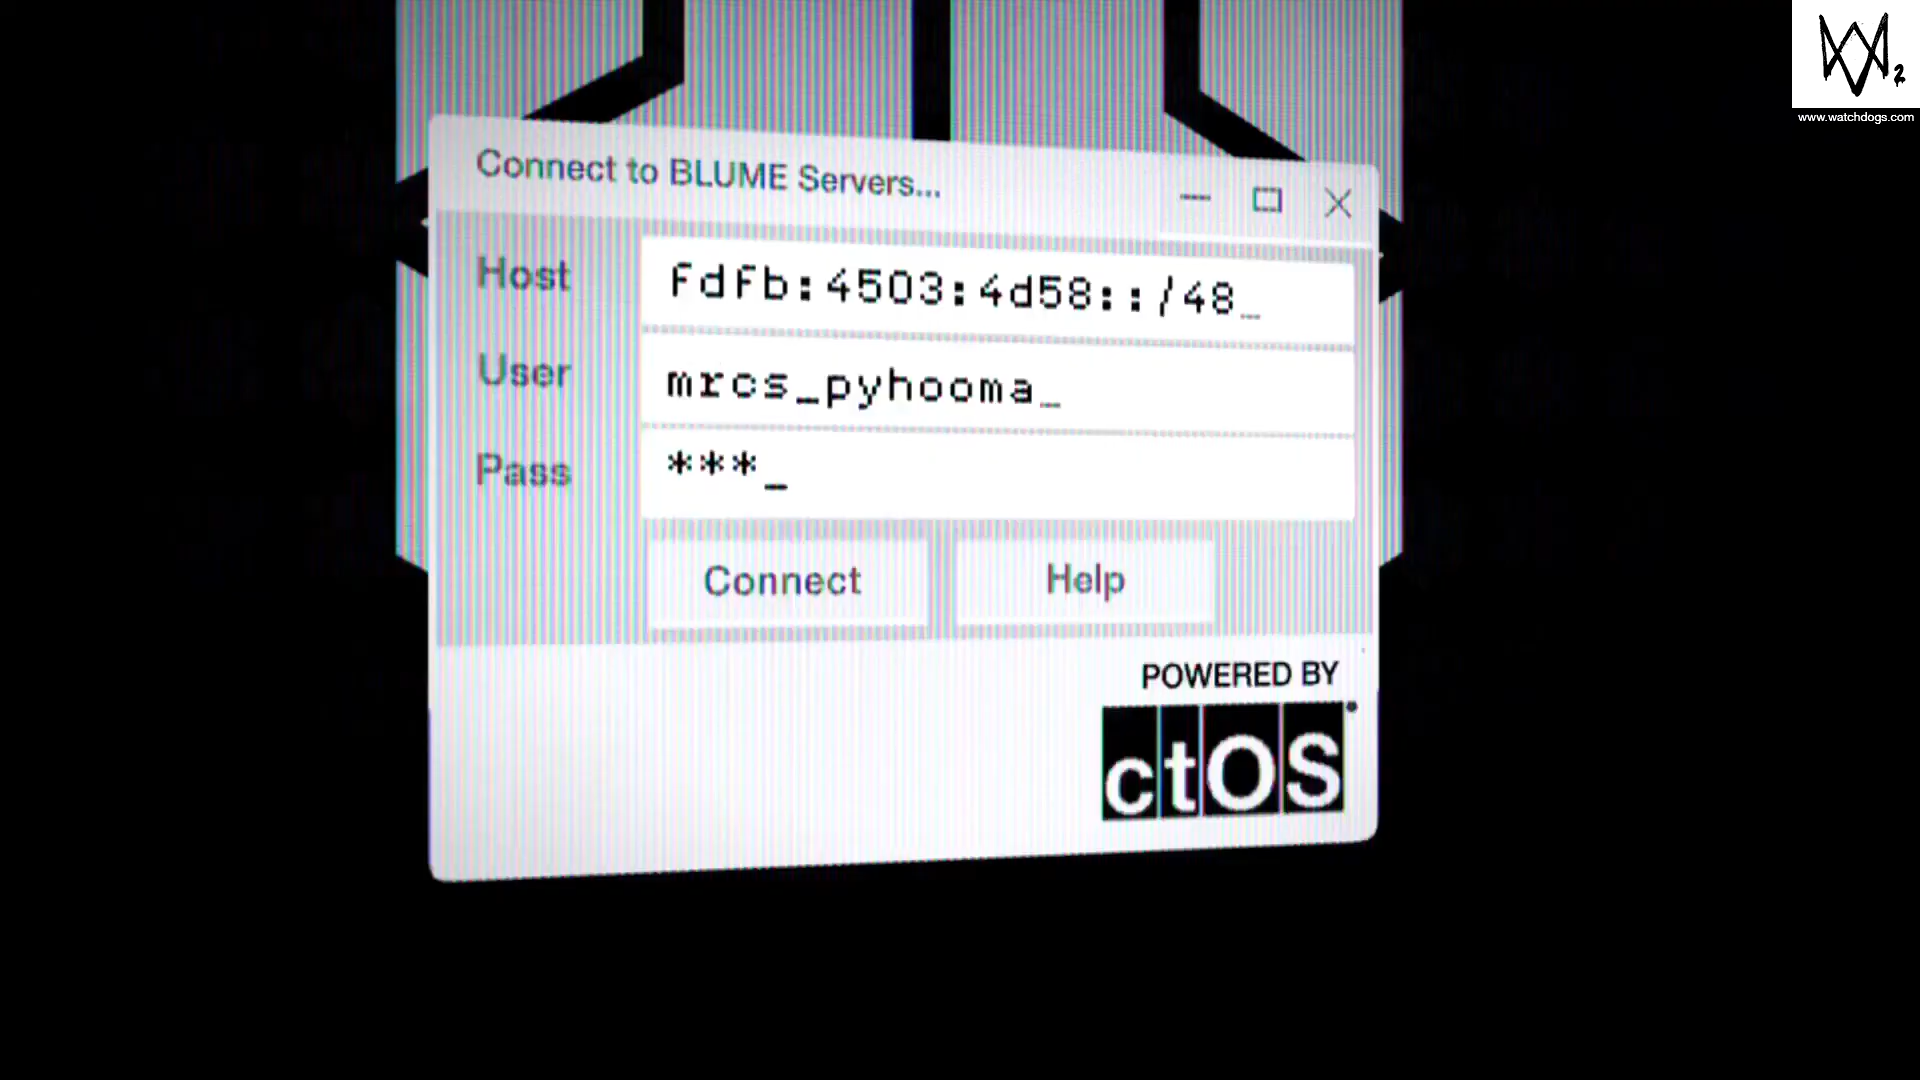 2
www.watchdogs.com
Connect to BLUME Servers...
Host
fdfb:4503:4d58::/48_
User
mrcs_pyhooma_
Pass
***_
Connect
Help
POWERED BY
ctOS